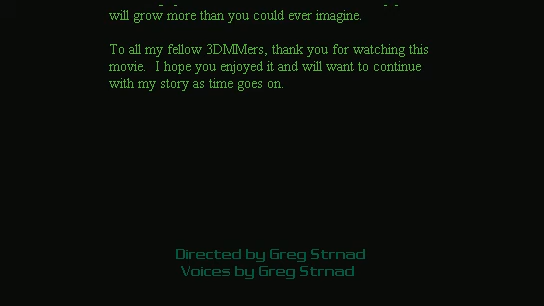 will grow more than you could ever imagine.
To all my fellow 3DMMers, thank you for watching this
movie.  I hope you enjoyed it and will want to continue
with my story as time goes on.
Directed by Greg Strnad
Voices by Greg Strnad